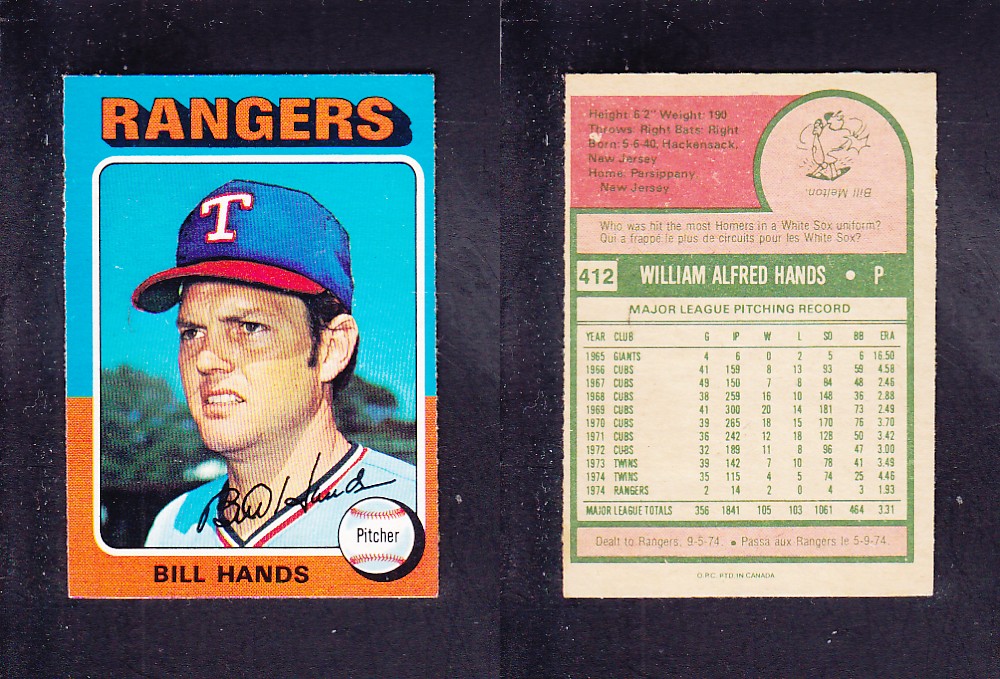 RANGERS
T
Bill Hands
Pitcher
BILL HANDS
Height: 6'2" Weight: 190
Throws: Right Bats: Right
Born: 5-6-40, Hackensack,
New Jersey
Home: Parsippany,
New Jersey
Bill Melton.
Who was hit the most Homers in a White Sox uniform?
Qui a frappé le plus de circuits pour les White Sox?
412 WILLIAM ALFRED HANDS • P
MAJOR LEAGUE PITCHING RECORD
YEAR CLUB G IP W L SO BB ERA
1965 GIANTS 4 6 0 2 5 6 16.50
1966 CUBS 41 159 8 13 93 59 4.58
1967 CUBS 49 150 7 8 84 48 2.46
1968 CUBS 38 259 16 10 148 36 2.88
1969 CUBS 41 300 20 14 181 73 2.49
1970 CUBS 39 265 18 15 170 76 3.70
1971 CUBS 36 242 12 18 128 50 3.42
1972 CUBS 32 189 11 8 96 47 3.00
1973 TWINS 39 142 7 10 78 41 3.49
1974 TWINS 35 115 4 5 74 25 4.46
1974 RANGERS 2 14 2 0 4 3 1.93
MAJOR LEAGUE TOTALS 356 1841 105 103 1061 464 3.31
Dealt to Rangers, 9-5-74. • Passa aux Rangers le 5-9-74.
O.P.C. PTD. IN CANADA